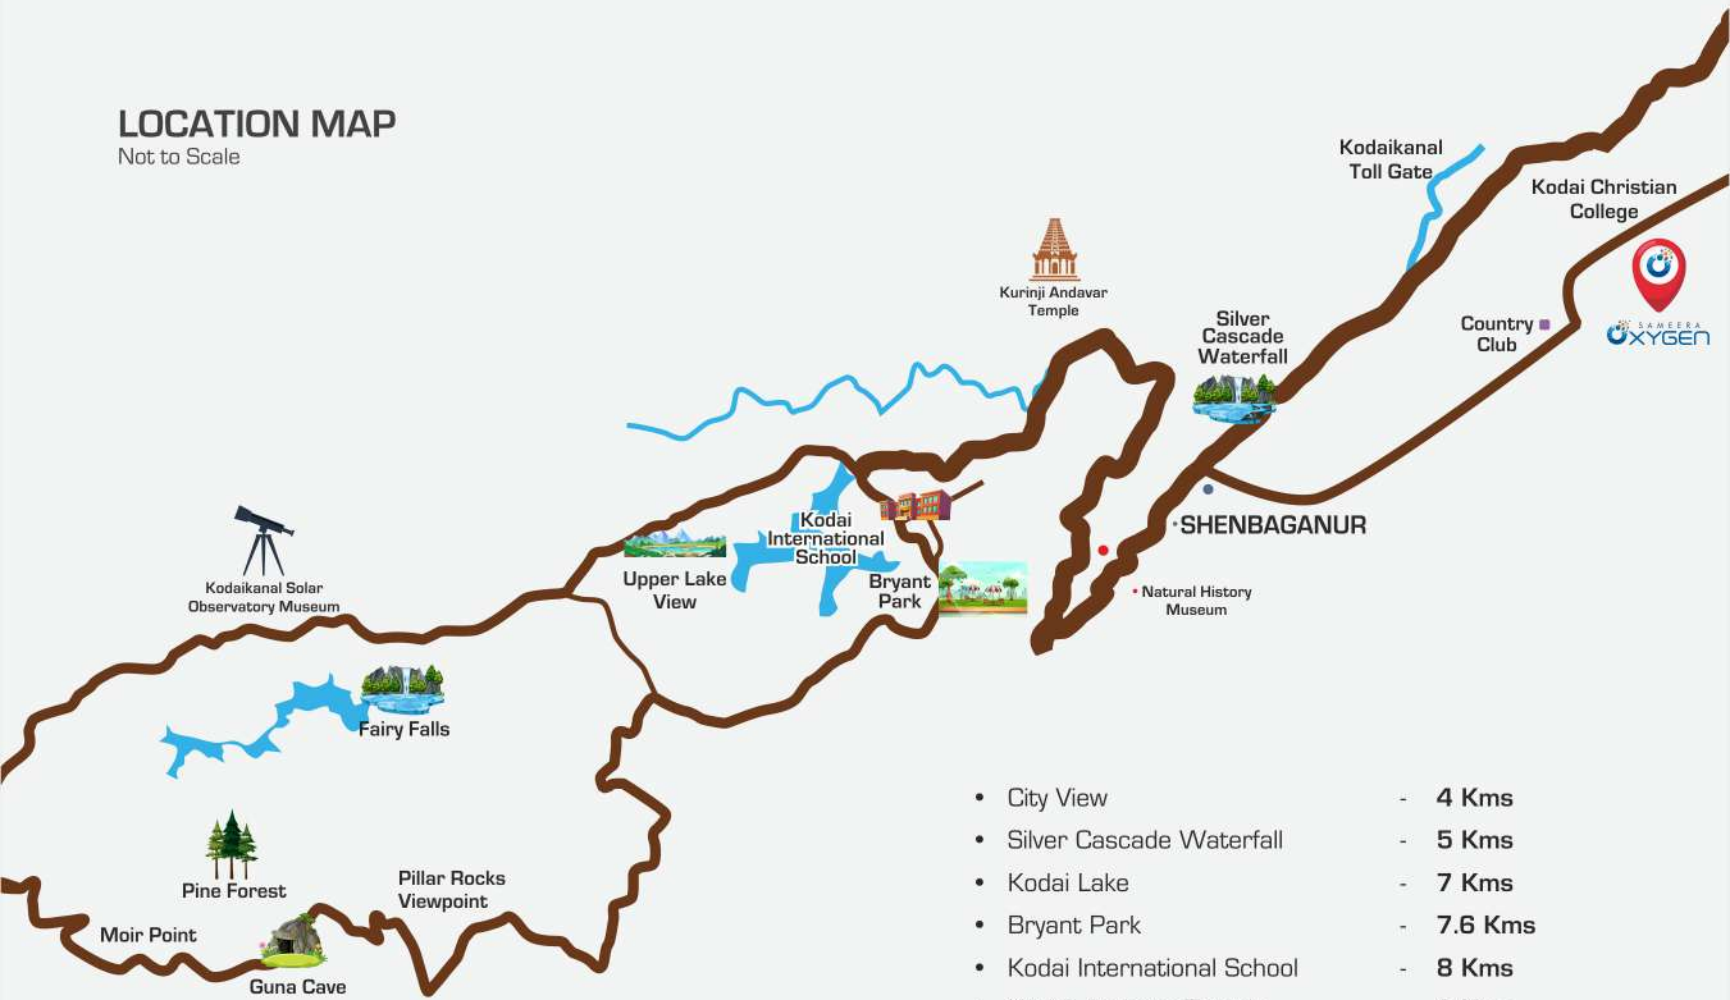 LOCATION MAP
Not to Scale
Kodaikanal
Toll Gate
Kodai Christian
College
Kurinji Andavar
Temple
Silver
Cascade
Waterfall
Country
Club
SAMEERA
OXYGEN
SHENBAGANUR
Kodai
International
School
Upper Lake
View
Bryant
Park
Natural History
Museum
Kodaikanal Solar
Observatory Museum
Fairy Falls
Pine Forest
Pillar Rocks
Viewpoint
Moir Point
Guna Cave
• City View - 4 Kms
• Silver Cascade Waterfall - 5 Kms
• Kodai Lake - 7 Kms
• Bryant Park - 7.6 Kms
• Kodai International School - 8 Kms